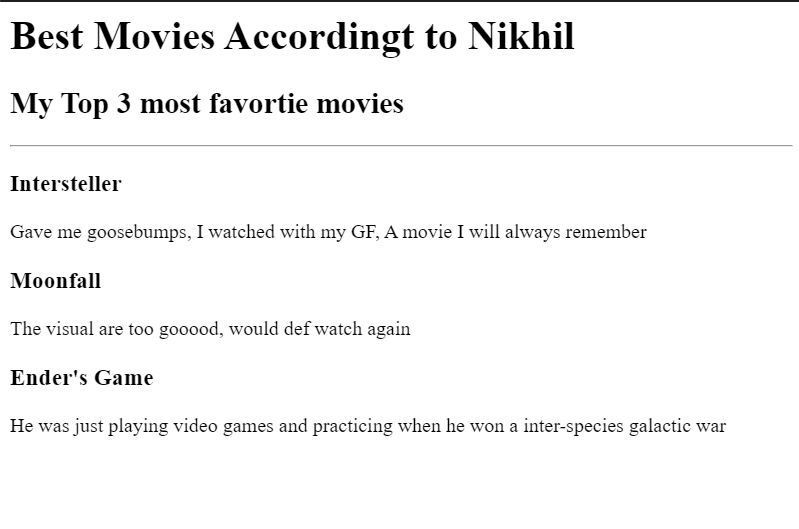 Best Movies Accordingt to Nikhil
My Top 3 most favortie movies
Intersteller
Gave me goosebumps, I watched with my GF, A movie I will always remember
Moonfall
The visual are too gooood, would def watch again
Ender's Game
He was just playing video games and practicing when he won a inter-species galactic war